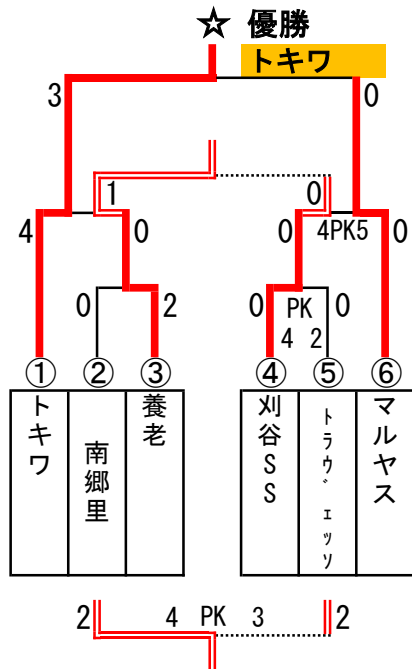 ☆ 優勝
トキワ
3 0
1 0
4 0 0 4PK5 0
0 2 0 PK 0
4 2
① ② ③ ④ ⑤ ⑥
トキワ
南郷里
養老
刈谷SS
トラヴェッソ
マルヤス
2 4 PK 3 2